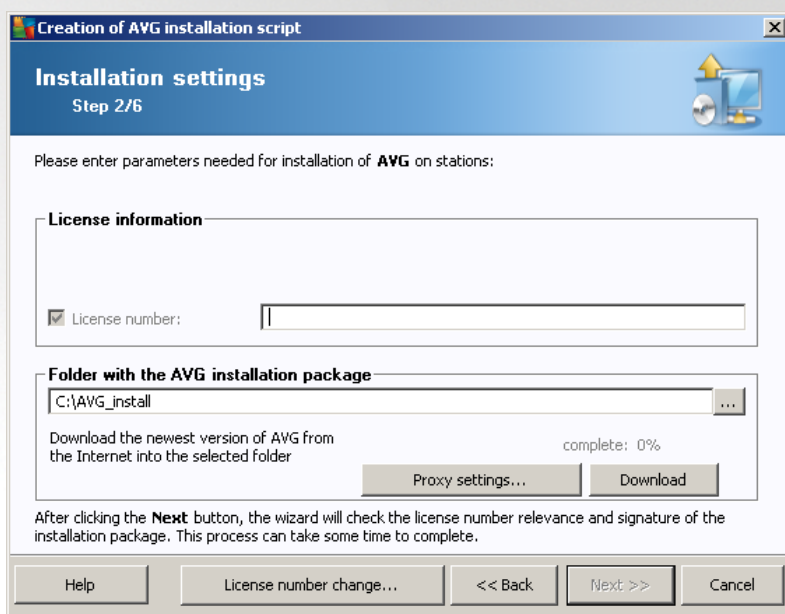 Creation of AVG installation script
Installation settings
Step 2/6
Please enter parameters needed for installation of AVG on stations:
License information
License number:
Folder with the AVG installation package
C:\AVG_install
...
Download the newest version of AVG from
the Internet into the selected folder
complete: 0%
Proxy settings...
Download
After clicking the Next button, the wizard will check the license number relevance and signature of the
installation package. This process can take some time to complete.
Help
License number change...
<< Back
Next >>
Cancel